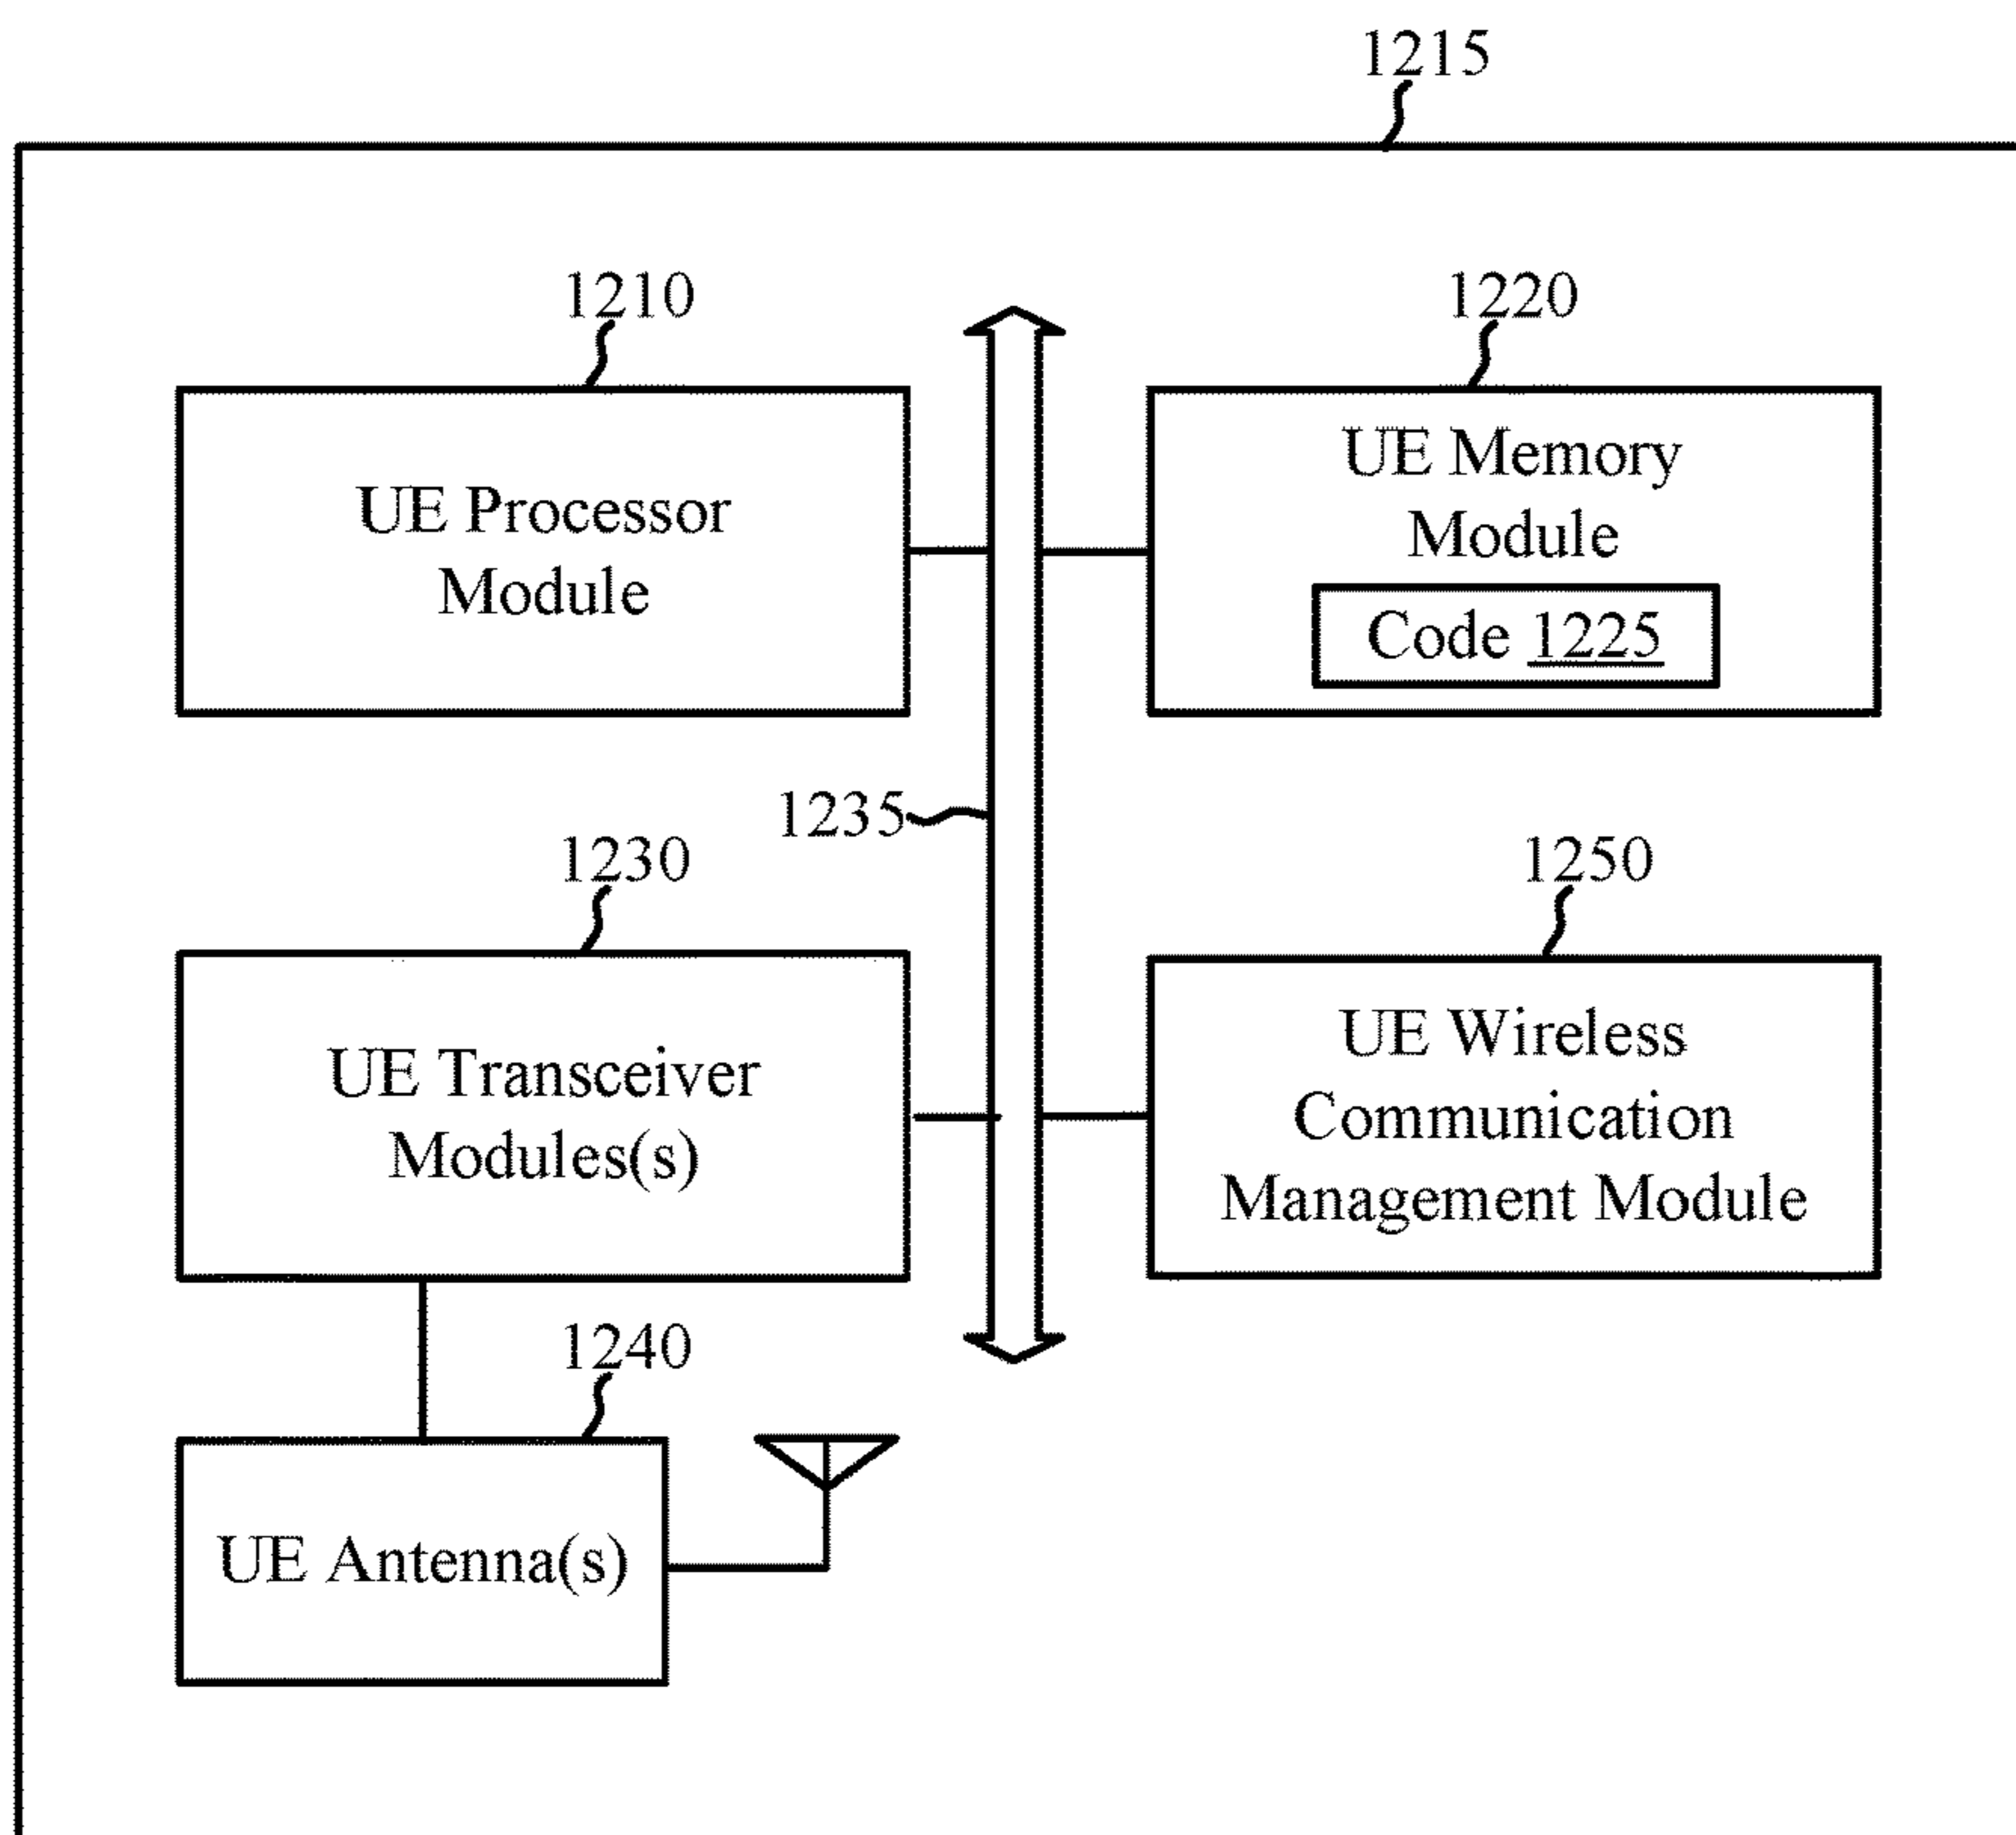 1215
1210
1220
UE Processor
Module
UE Memory
Module
Code 1225
1235
1230
1250
UE Transceiver
Modules(s)
UE Wireless
Communication
Management Module
1240
UE Antenna(s)